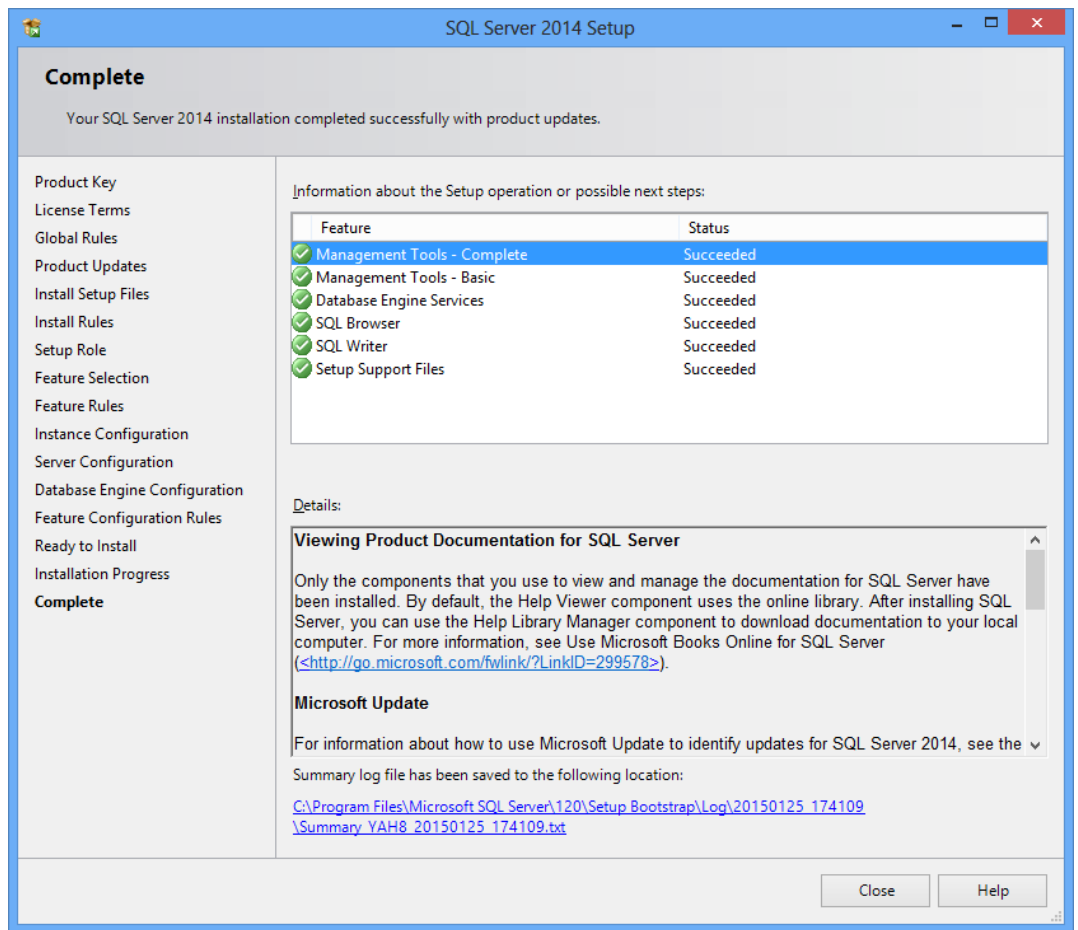 SQL Server 2014 Setup
Complete
Your SQL Server 2014 installation completed successfully with product updates.
Product Key
License Terms
Global Rules
Product Updates
Install Setup Files
Install Rules
Setup Role
Feature Selection
Feature Rules
Instance Configuration
Server Configuration
Database Engine Configuration
Feature Configuration Rules
Ready to Install
Installation Progress
Complete
Information about the Setup operation or possible next steps:
Feature Status
Management Tools - Complete Succeeded
Management Tools - Basic Succeeded
Database Engine Services Succeeded
SQL Browser Succeeded
SQL Writer Succeeded
Setup Support Files Succeeded
Details:
Viewing Product Documentation for SQL Server
Only the components that you use to view and manage the documentation for SQL Server have
been installed. By default, the Help Viewer component uses the online library. After installing SQL
Server, you can use the Help Library Manager component to download documentation to your local
computer. For more information, see Use Microsoft Books Online for SQL Server
(<http://go.microsoft.com/fwlink/?LinkID=299578>).
Microsoft Update
For information about how to use Microsoft Update to identify updates for SQL Server 2014, see the
Summary log file has been saved to the following location:
C:\Program Files\Microsoft SQL Server\120\Setup Bootstrap\Log\20150125_174109
\Summary_YAH8_20150125_174109.txt
Close Help